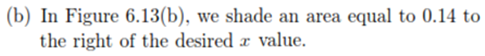 (b) In Figure 6.13(b), we shade an area equal to 0.14 to
the right of the desired x value.